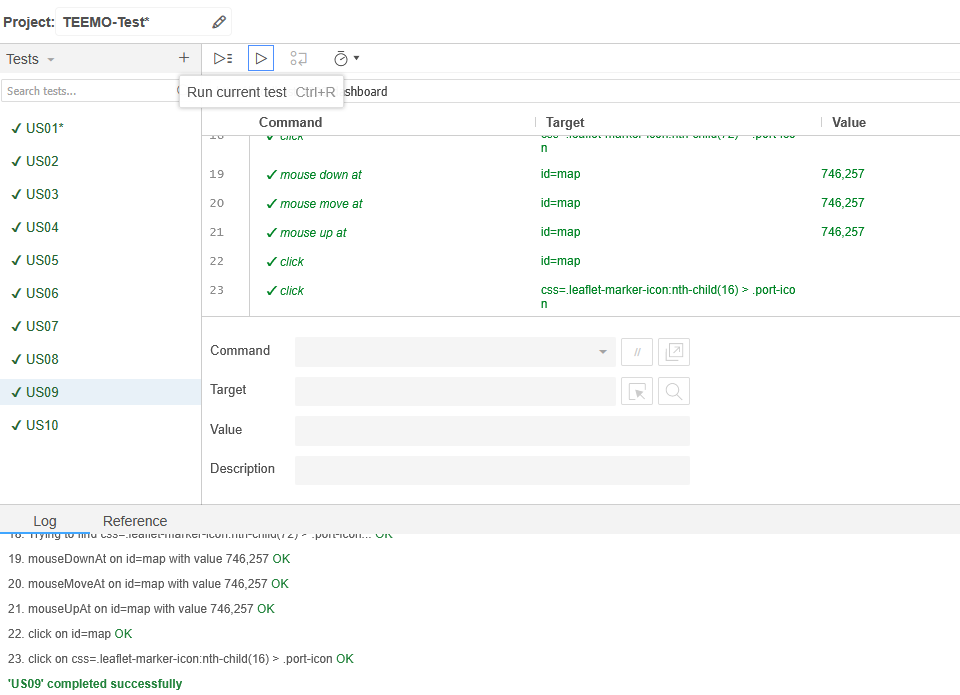 Project: TEEMO-Test*
Tests
Search tests...
Run current test Ctrl+R
shboard
Command Target Value
18 ✓ click css=.leaflet-marker-icon:nth-child(72) > .port-ico
n
19 ✓ mouse down at id=map 746,257
20 ✓ mouse move at id=map 746,257
21 ✓ mouse up at id=map 746,257
22 ✓ click id=map
23 ✓ click css=.leaflet-marker-icon:nth-child(16) > .port-ico
n
✓ US01*
✓ US02
✓ US03
✓ US04
✓ US05
✓ US06
✓ US07
✓ US08
✓ US09
✓ US10
Command //
Target
Value
Description
Log Reference
18. Trying to find css=.leaflet-marker-icon:nth-child(72) > .port-icon... OK
19. mouseDownAt on id=map with value 746,257 OK
20. mouseMoveAt on id=map with value 746,257 OK
21. mouseUpAt on id=map with value 746,257 OK
22. click on id=map OK
23. click on css=.leaflet-marker-icon:nth-child(16) > .port-icon OK
'US09' completed successfully